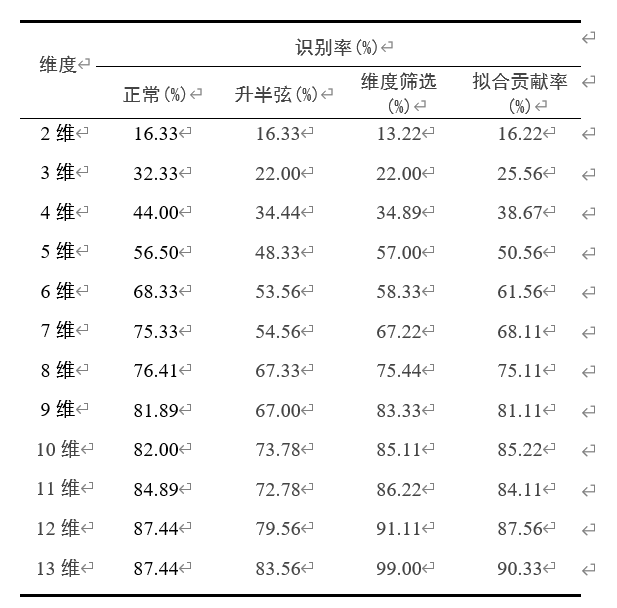 识别率(%)
维度
正常(%) 升半弦(%) 维度筛选(%) 拟合贡献率(%)
2 维 16.33 16.33 13.22 16.22
3 维 32.33 22.00 22.00 25.56
4 维 44.00 34.44 34.89 38.67
5 维 56.50 48.33 57.00 50.56
6 维 68.33 53.56 58.33 61.56
7 维 75.33 54.56 67.22 68.11
8 维 76.41 67.33 75.44 75.11
9 维 81.89 67.00 83.33 81.11
10 维 82.00 73.78 85.11 85.22
11 维 84.89 72.78 86.22 84.11
12 维 87.44 79.56 91.11 87.56
13 维 87.44 83.56 99.00 90.33